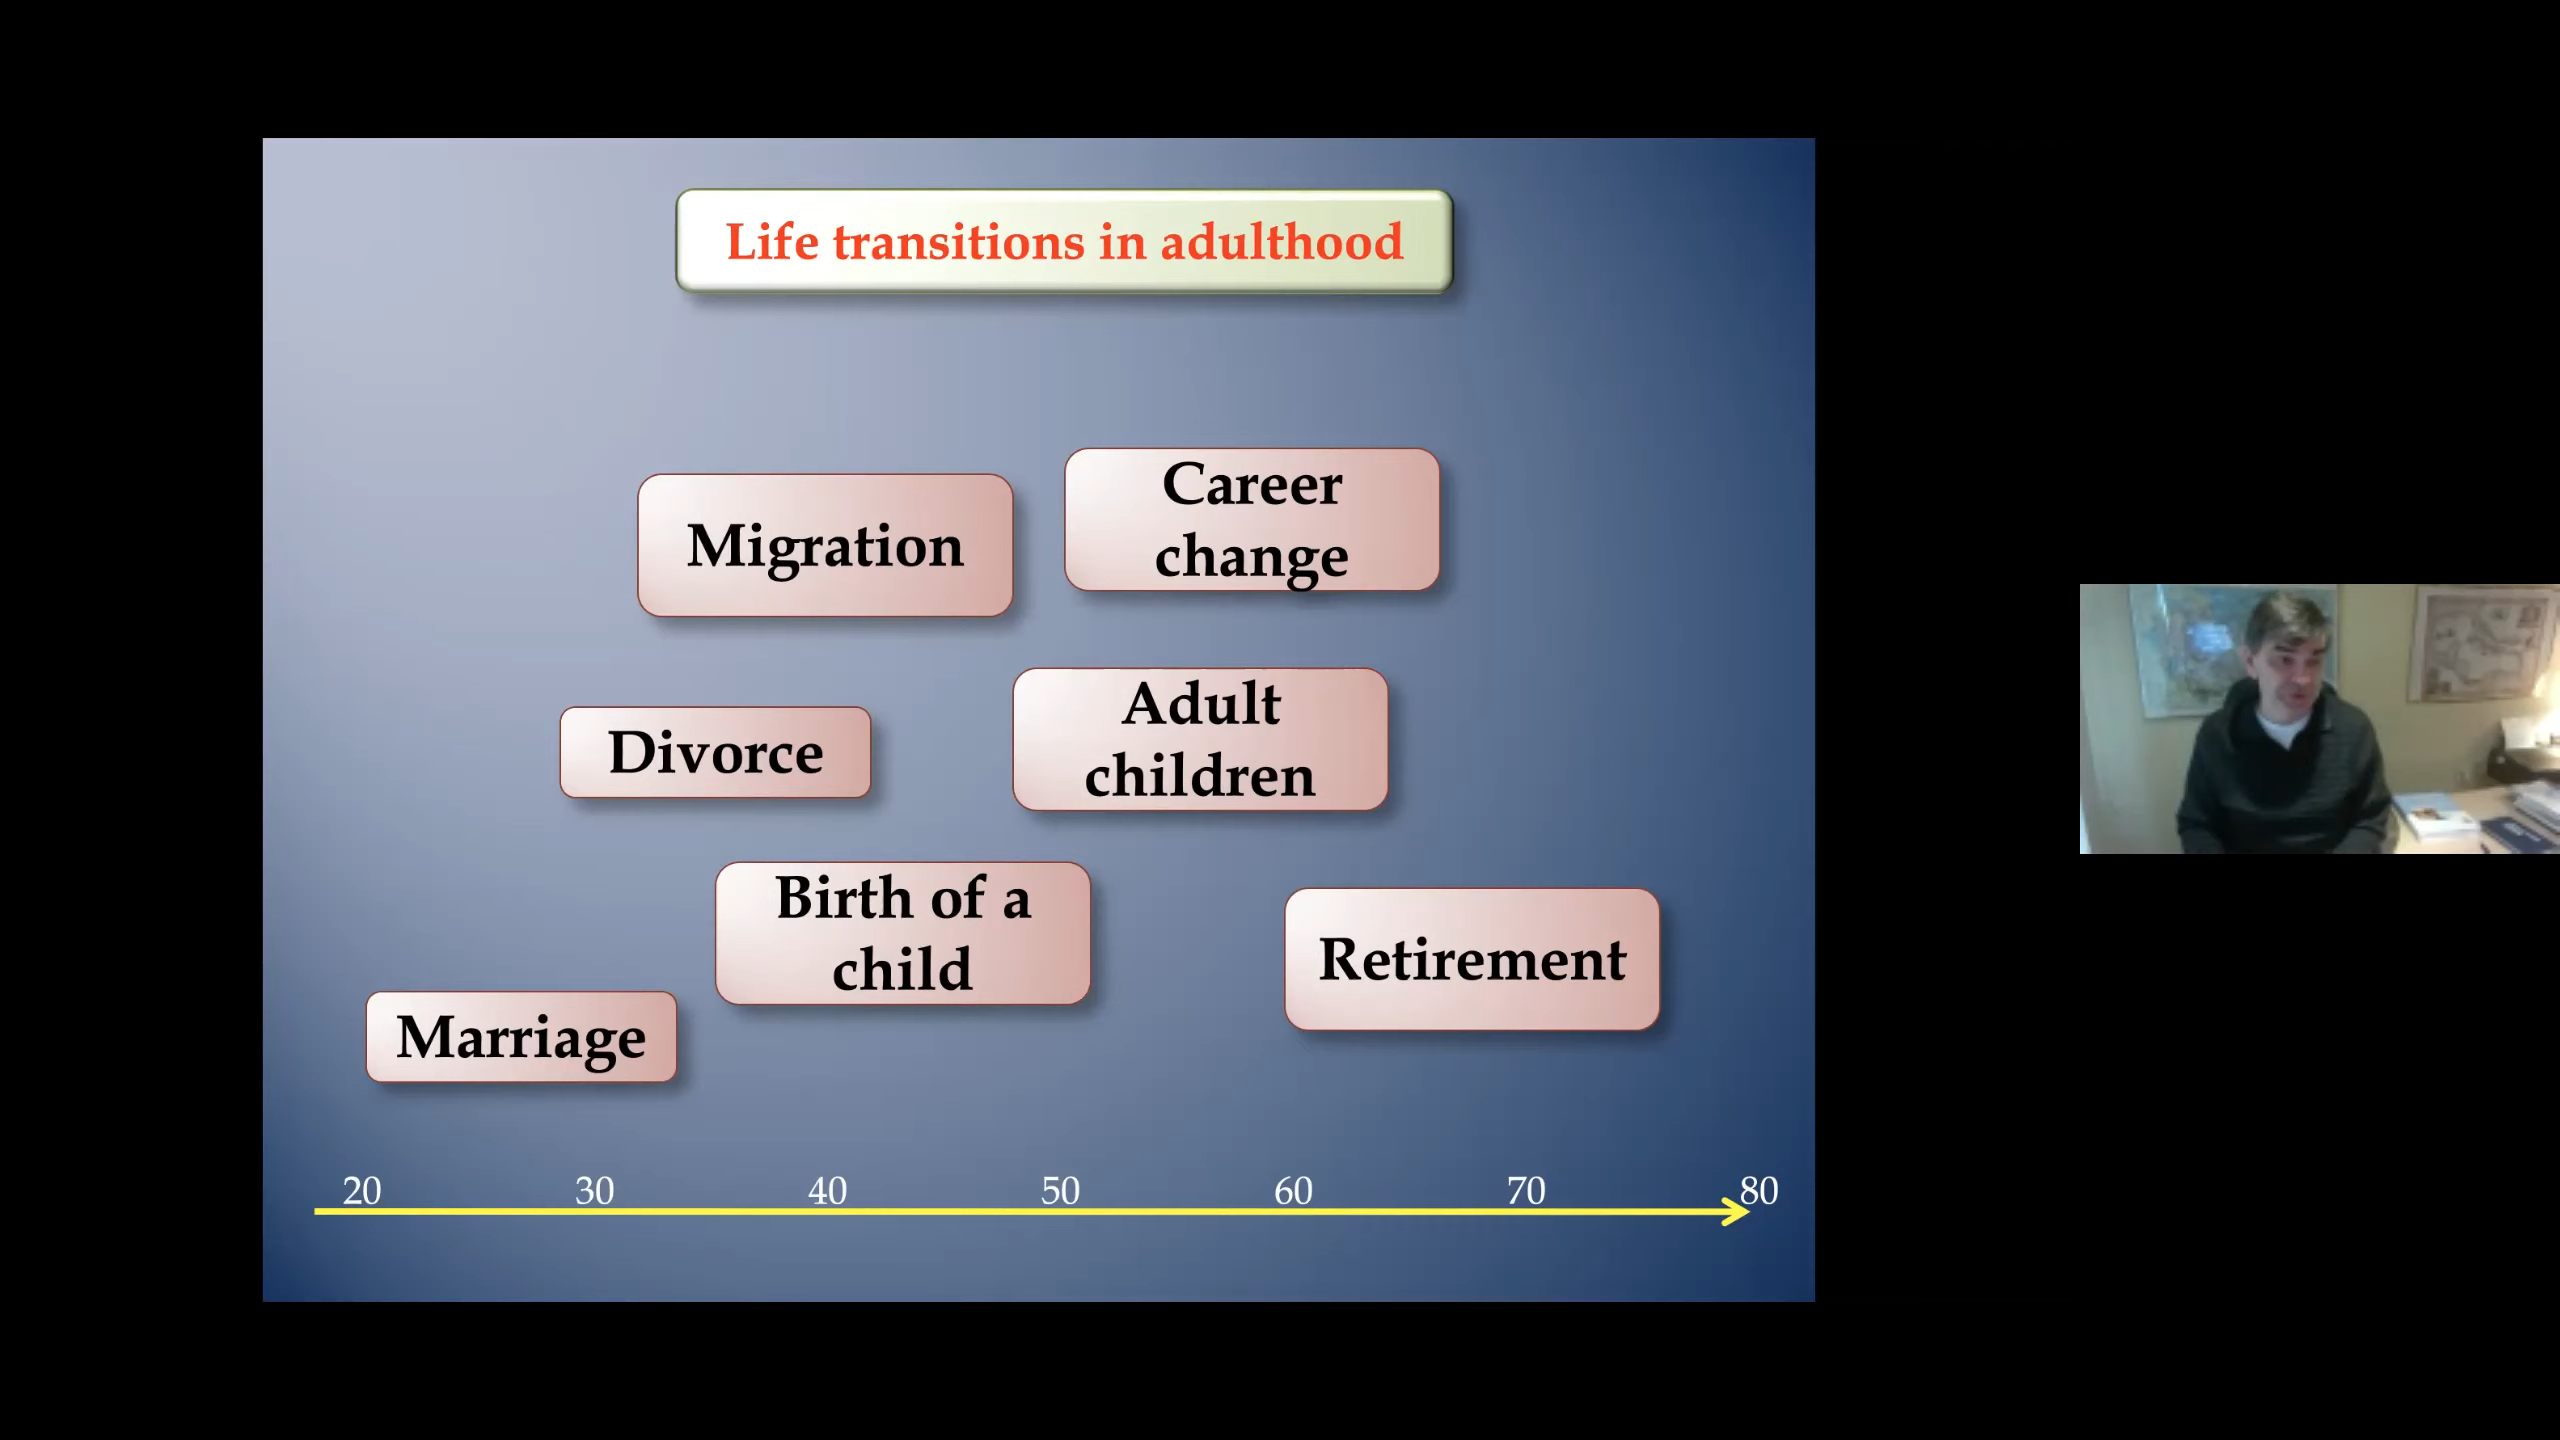 Life transitions in adulthood
Migration
Career
change
Divorce
Adult
children
Birth of a
child
Retirement
Marriage
20 30 40 50 60 70 80